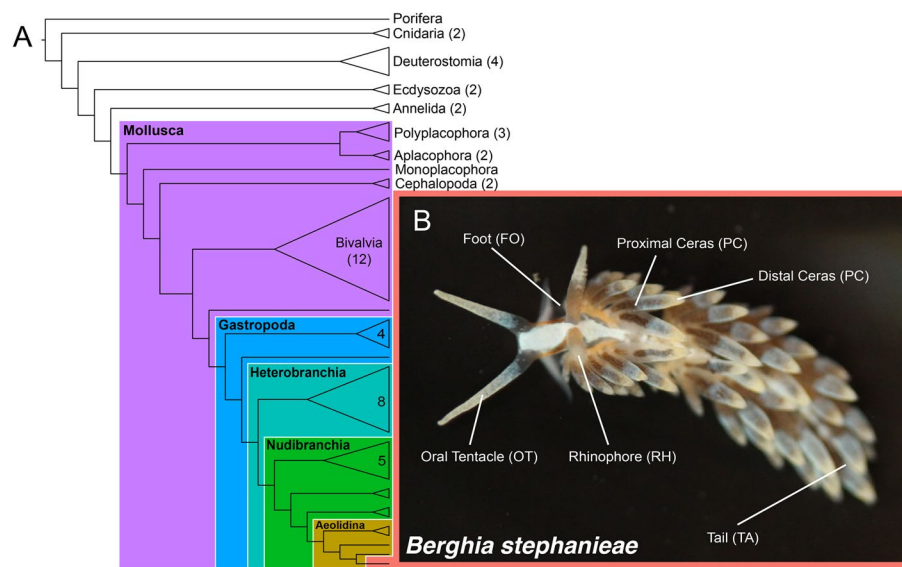 A
Porifera
Cnidaria (2)
Deuterostomia (4)
Ecdysozoa (2)
Annelida (2)
Mollusca
Polyplacophora (3)
Aplacophora (2)
Monoplacophora
Cephalopoda (2)
Bivalvia
(12)
Gastropoda
4
Heterobranchia
8
Nudibranchia
5
Aeolidina
B
Foot (FO)
Proximal Ceras (PC)
Distal Ceras (PC)
Oral Tentacle (OT)
Rhinophore (RH)
Tail (TA)
Berghia stephanieae